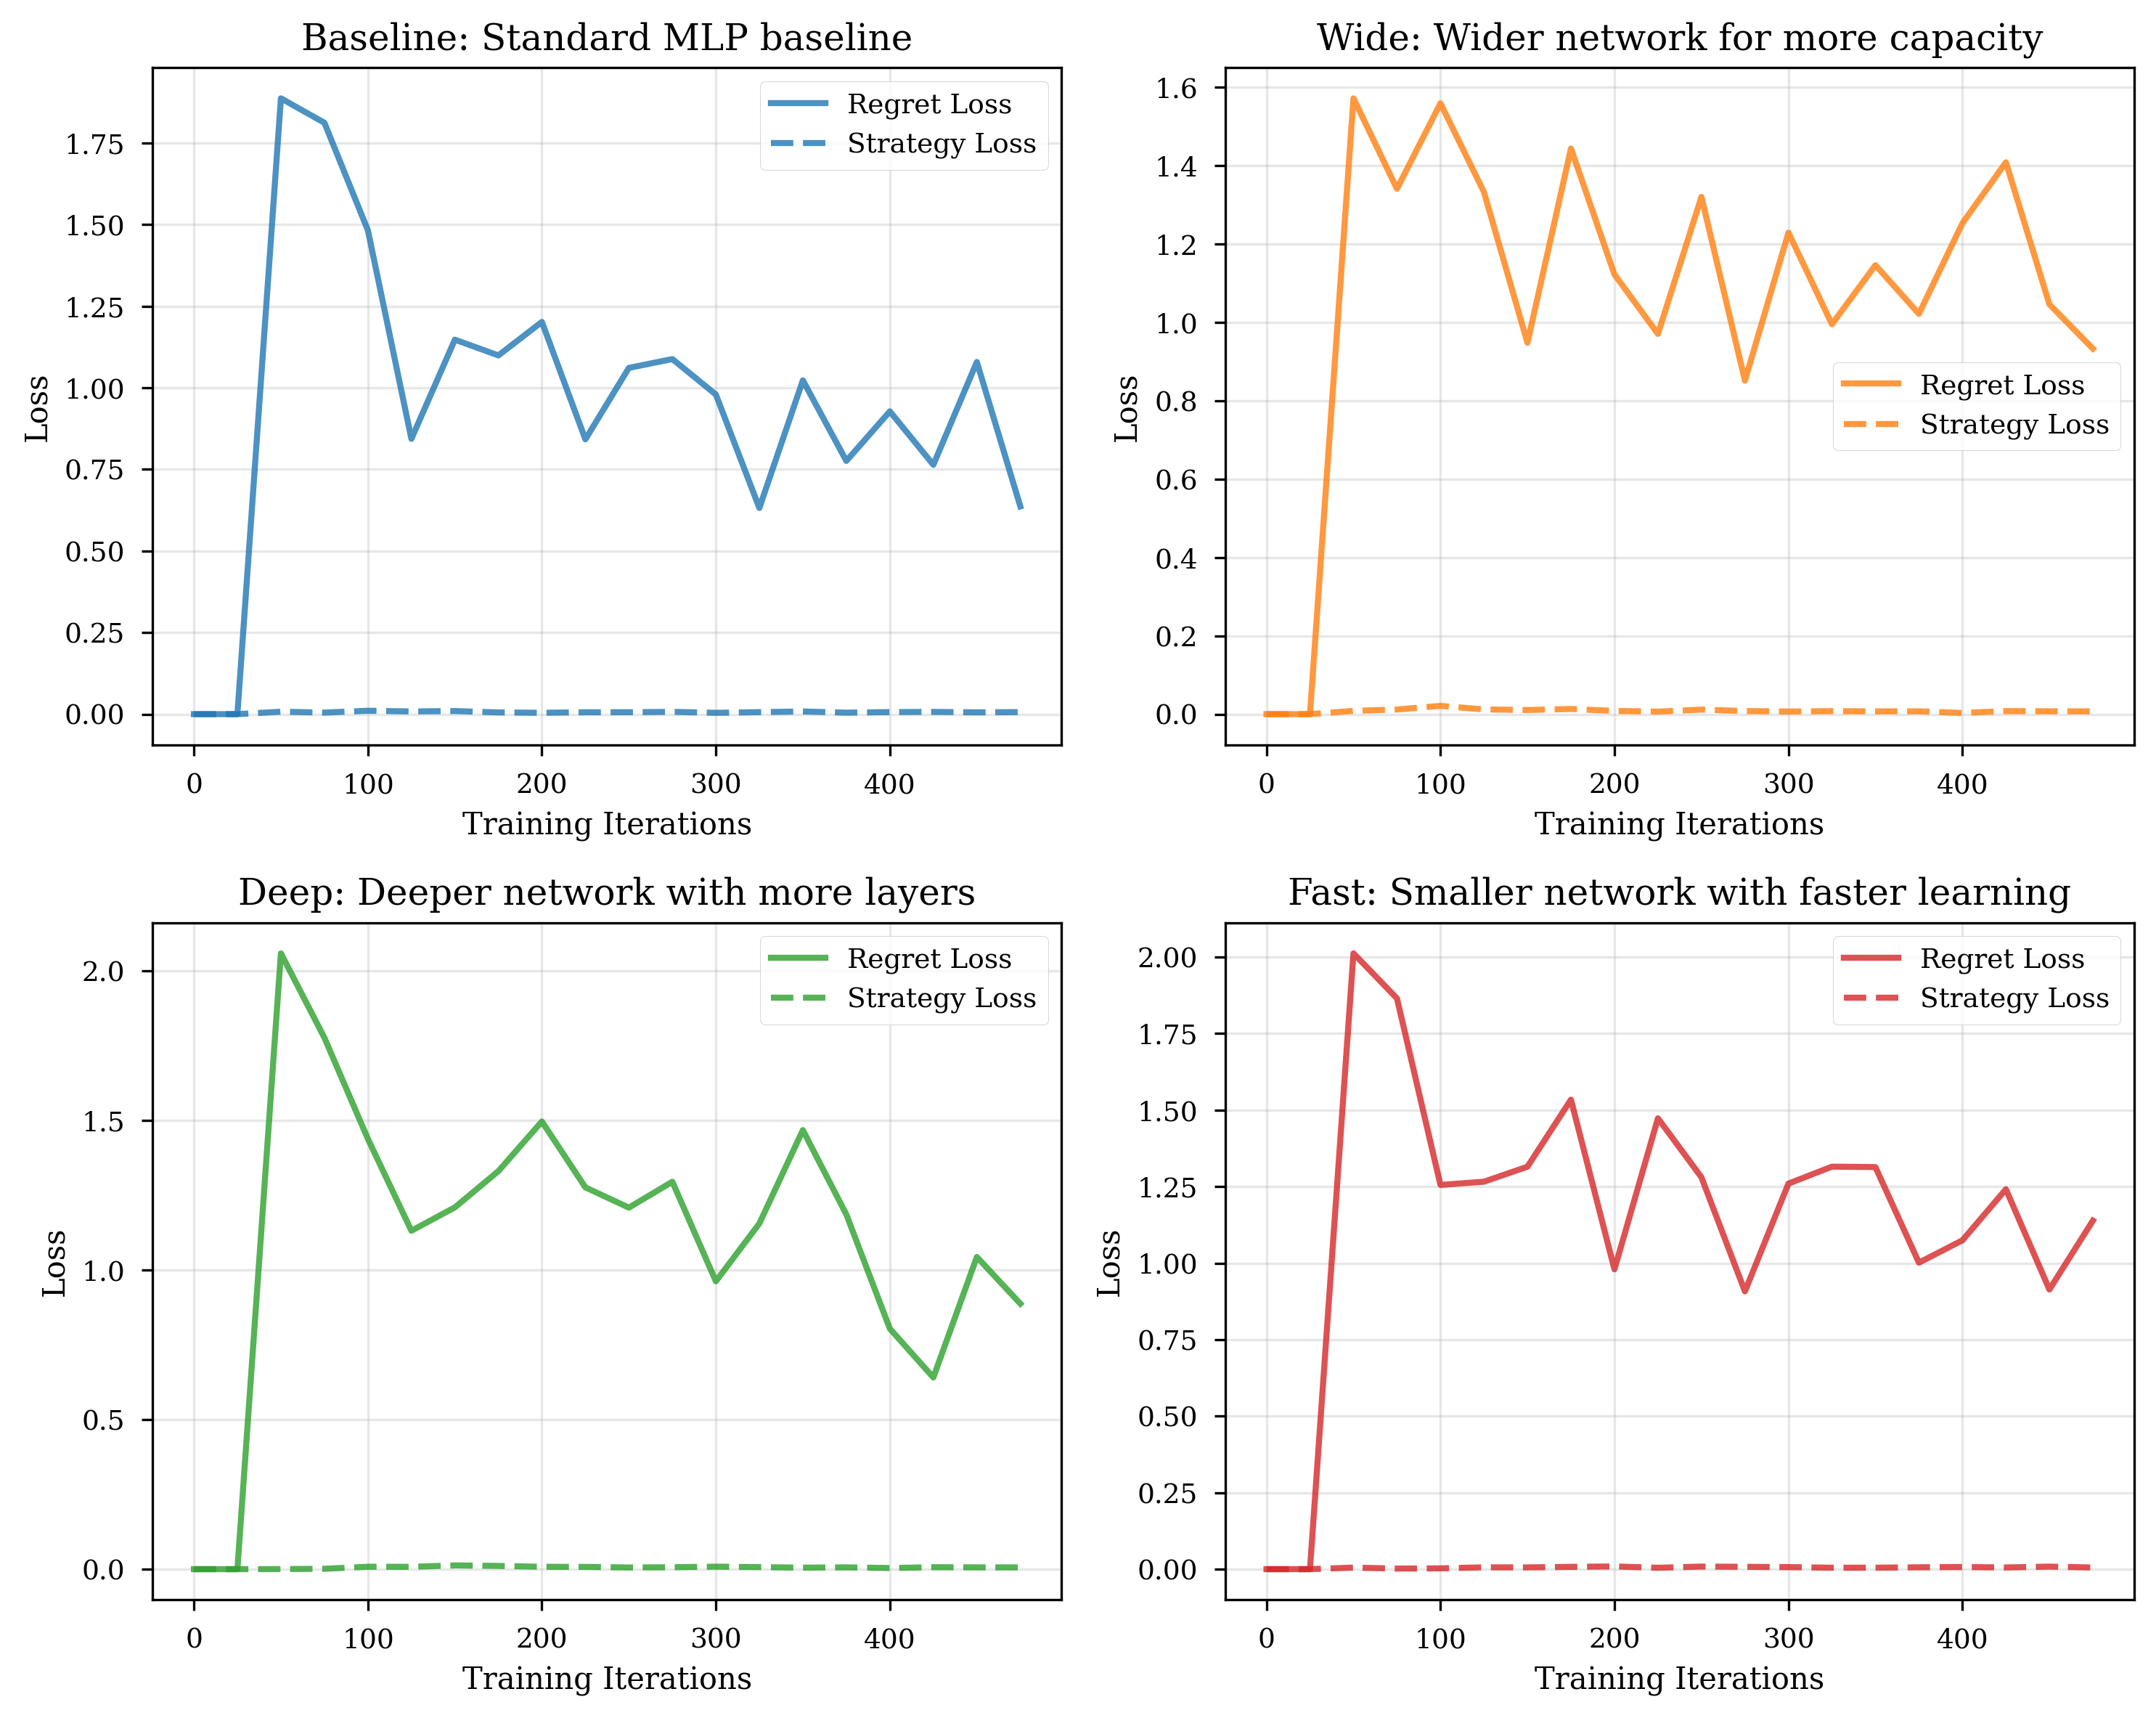 Baseline: Standard MLP baseline
Regret Loss
Strategy Loss
1.75
1.50
1.25
1.00
0.75
0.50
0.25
0.00
Loss
0 100 200 300 400
Training Iterations
Wide: Wider network for more capacity
1.6
1.4
1.2
1.0
0.8
0.6
0.4
0.2
0.0
Loss
Regret Loss
Strategy Loss
0 100 200 300 400
Training Iterations
Deep: Deeper network with more layers
Regret Loss
Strategy Loss
2.0
1.5
1.0
0.5
0.0
Loss
0 100 200 300 400
Training Iterations
Fast: Smaller network with faster learning
Regret Loss
Strategy Loss
2.00
1.75
1.50
1.25
1.00
0.75
0.50
0.25
0.00
Loss
0 100 200 300 400
Training Iterations